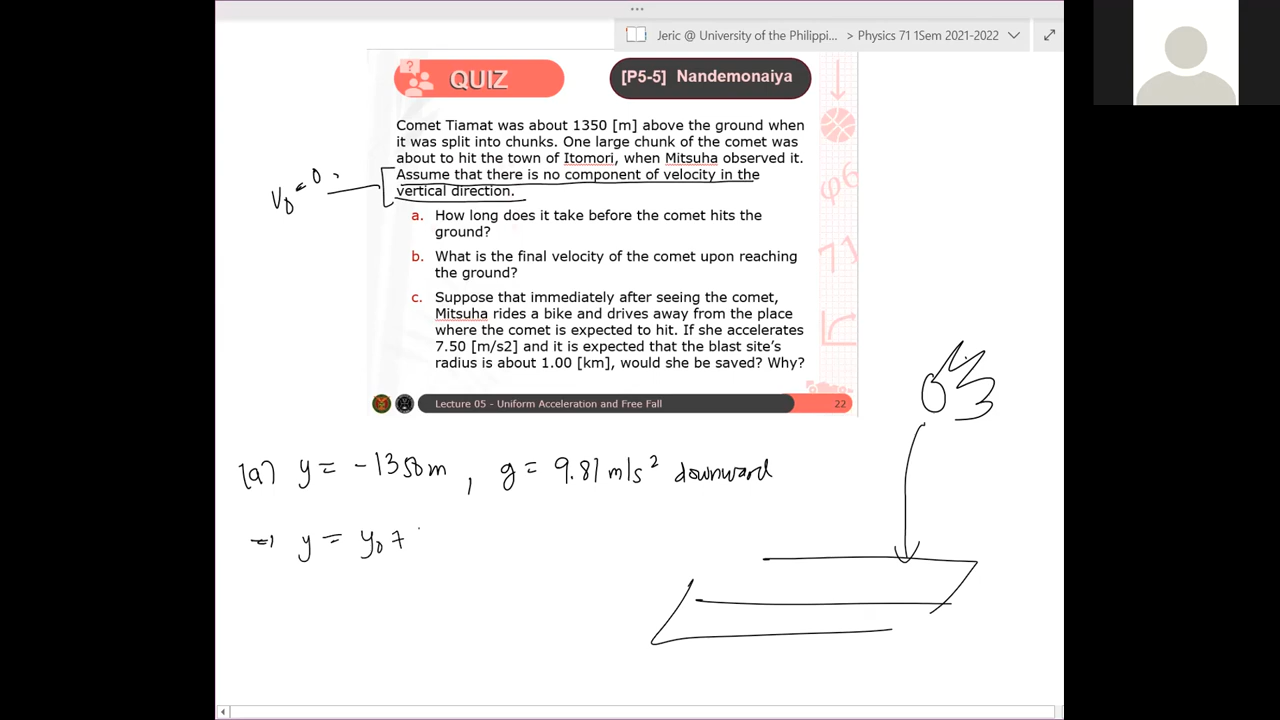 Jeric @ University of the Philippi... > Physics 71 1Sem 2021-2022
QUIZ
[P5-5] Nandemonaiya
Comet Tiamat was about 1350 [m] above the ground when
it was split into chunks. One large chunk of the comet was
about to hit the town of Itomori, when Mitsuha observed it.
Assume that there is no component of velocity in the
vertical direction.
v₀ = 0
a. How long does it take before the comet hits the
ground?
b. What is the final velocity of the comet upon reaching
the ground?
c. Suppose that immediately after seeing the comet,
Mitsuha rides a bike and drives away from the place
where the comet is expected to hit. If she accelerates
7.50 [m/s2] and it is expected that the blast site's
radius is about 1.00 [km], would she be saved? Why?
φ6
71
Lecture 05 - Uniform Acceleration and Free Fall 22
(a) y = -1350 m, g = 9.81 m/s² downward
⇒ y = y₀ +